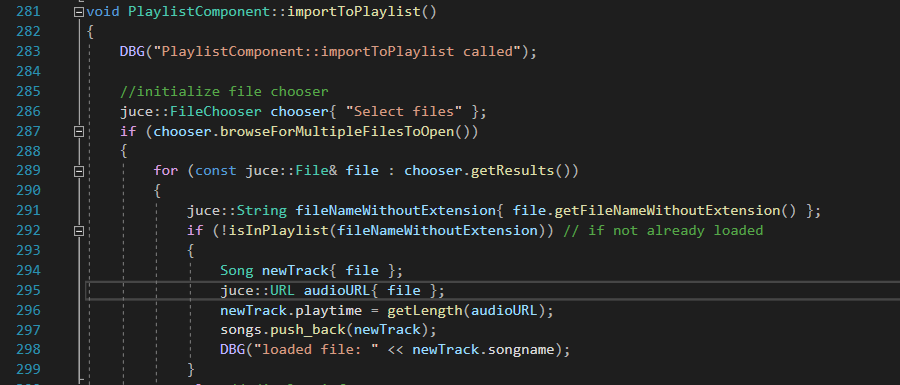 281 void PlaylistComponent::importToPlaylist()
282 {
283 DBG("PlaylistComponent::importToPlaylist called");
284
285 //initialize file chooser
286 juce::FileChooser chooser{ "Select files" };
287 if (chooser.browseForMultipleFilesToOpen())
288 {
289 for (const juce::File& file : chooser.getResults())
290 {
291 juce::String fileNameWithoutExtension{ file.getFileNameWithoutExtension() };
292 if (!isInPlaylist(fileNameWithoutExtension)) // if not already loaded
293 {
294 Song newTrack{ file };
295 juce::URL audioURL{ file };
296 newTrack.playtime = getLength(audioURL);
297 songs.push_back(newTrack);
298 DBG("loaded file: " << newTrack.songname);
299 }